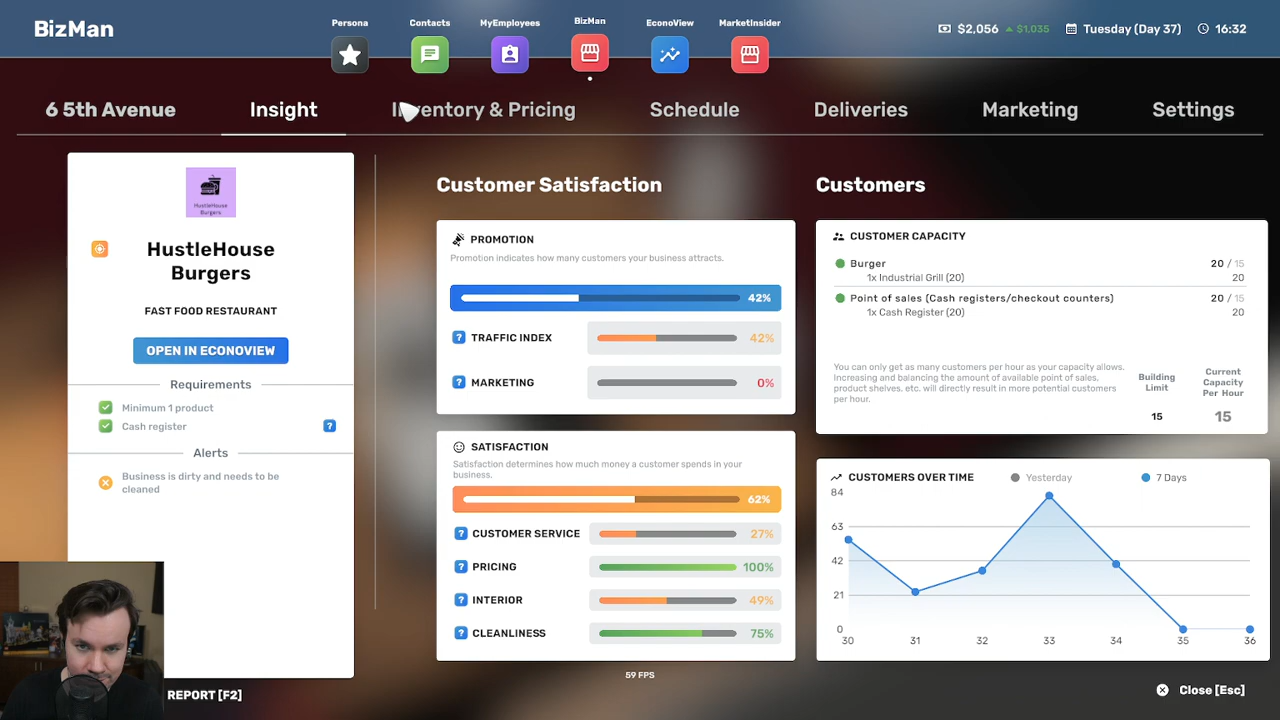 BizMan
Persona
Contacts
MyEmployees
BizMan
EconoView
MarketInsider
$2,056 $1,035
Tuesday (Day 37)
16:32
6 5th Avenue
Insight
Inventory & Pricing
Schedule
Deliveries
Marketing
Settings
HustleHouse
Burgers
HustleHouse
Burgers
FAST FOOD RESTAURANT
OPEN IN ECONOVIEW
Requirements
Minimum 1 product
Cash register
?
Alerts
Business is dirty and needs to be
cleaned
REPORT [F2]
Customer Satisfaction
PROMOTION
Promotion indicates how many customers your business attracts.
42%
? TRAFFIC INDEX 42%
? MARKETING 0%
SATISFACTION
Satisfaction determines how much money a customer spends in your
business.
62%
? CUSTOMER SERVICE 27%
? PRICING 100%
? INTERIOR 49%
? CLEANLINESS 75%
59 FPS
Customers
CUSTOMER CAPACITY
Burger 20 / 15
1x Industrial Grill (20) 20
Point of sales (Cash registers/checkout counters) 20 / 15
1x Cash Register (20) 20
You can only get as many customers per hour as your capacity allows.
Increasing and balancing the amount of available point of sales,
product shelves, etc. will directly result in more potential customers
per hour.
Building
Limit
15
Current
Capacity
Per Hour
15
CUSTOMERS OVER TIME
Yesterday
7 Days
84
63
42
21
0
30 31 32 33 34 35 36
Close [Esc]